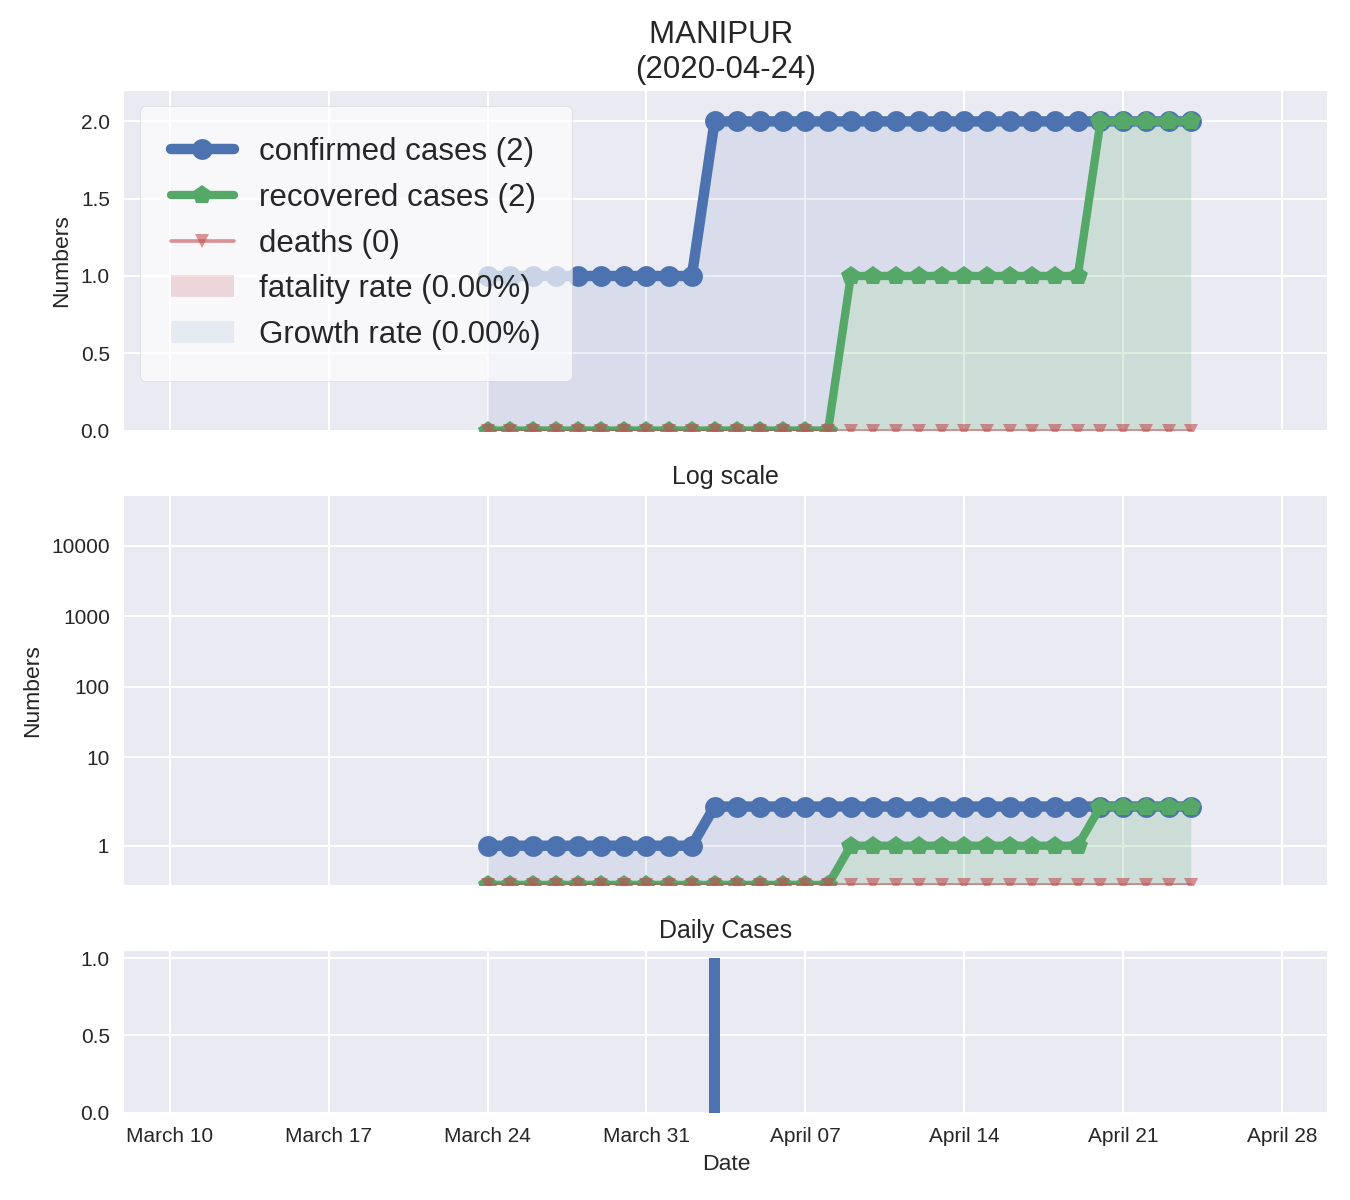 MANIPUR
(2020-04-24)
2.0
1.5
1.0
0.5
0.0
Numbers
confirmed cases (2)
recovered cases (2)
deaths (0)
fatality rate (0.00%)
Growth rate (0.00%)
Log scale
10000
1000
100
10
1
Numbers
Daily Cases
1.0
0.5
0.0
March 10 March 17 March 24 March 31 April 07 April 14 April 21 April 28
Date